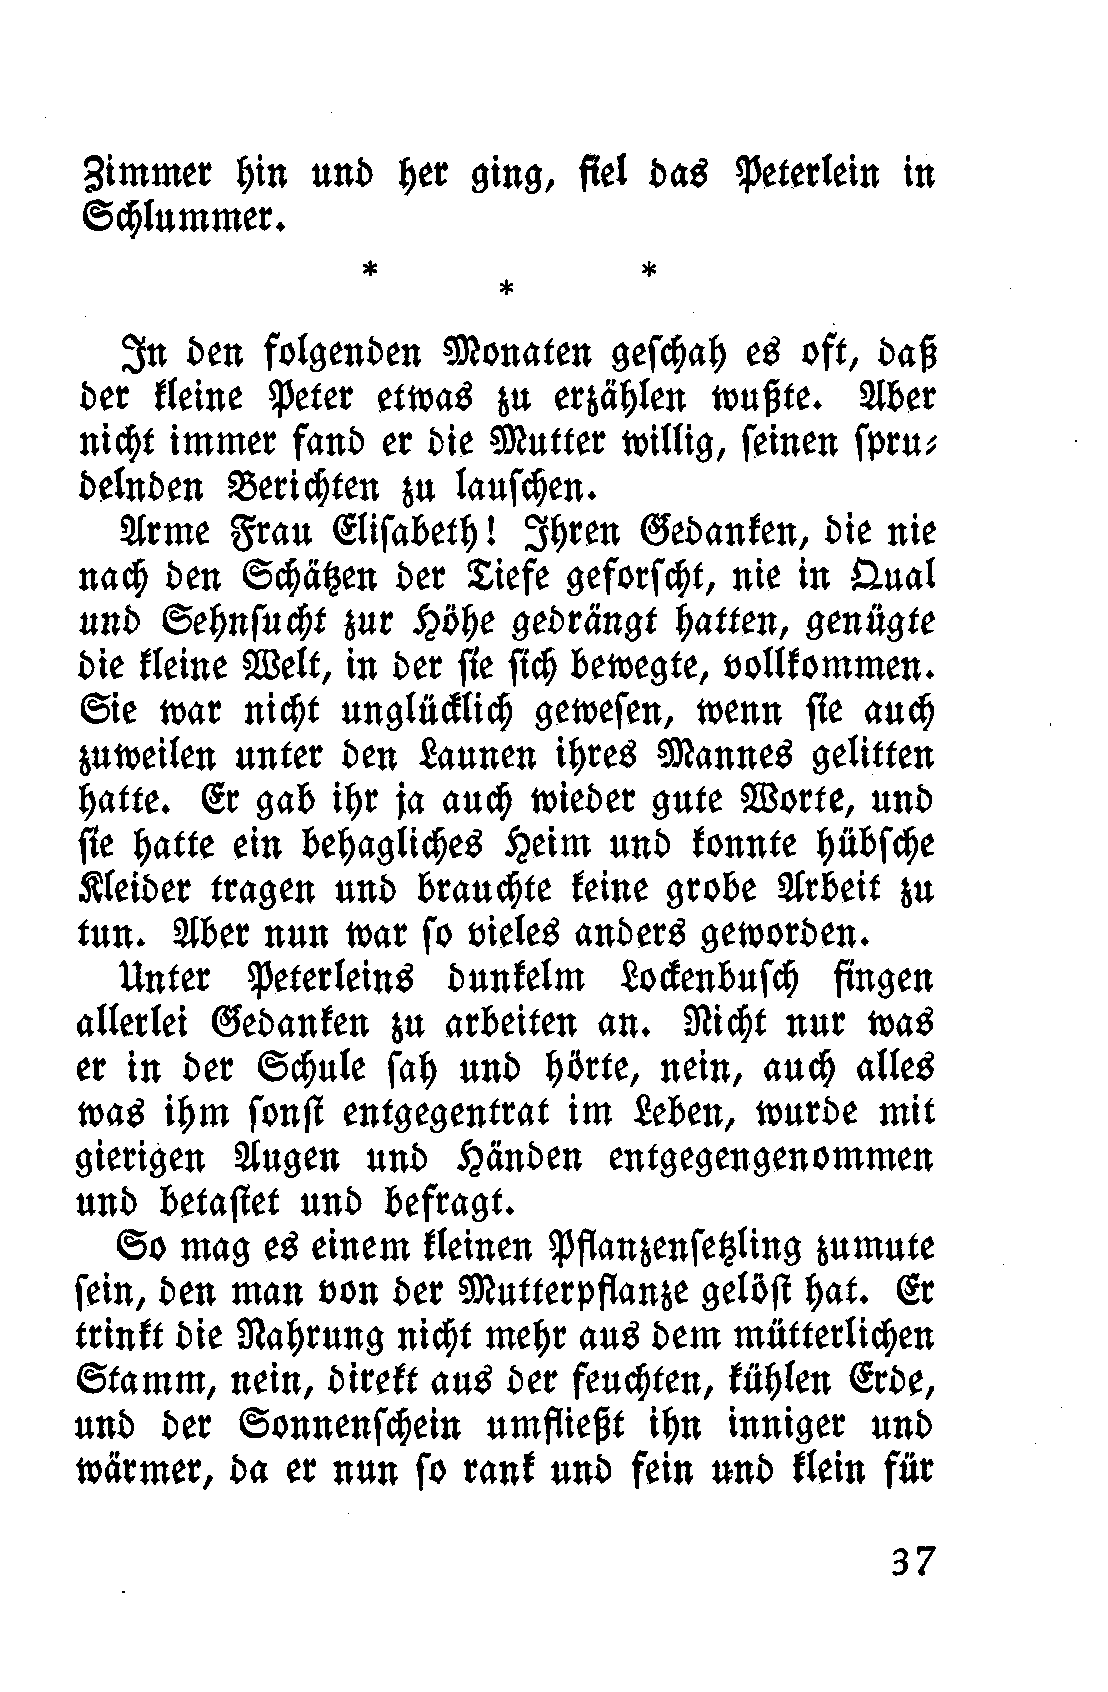 Zimmer hin und her ging, fiel das Peterlein in
Schlummer.
* * *
In den folgenden Monaten geschah es oft, daß
der kleine Peter etwas zu erzählen wußte. Aber
nicht immer fand er die Mutter willig, seinen spru-
delnden Berichten zu lauschen.
Arme Frau Elisabeth! Ihren Gedanken, die nie
nach den Schätzen der Tiefe geforscht, nie in Qual
und Sehnsucht zur Höhe gedrängt hatten, genügte
die kleine Welt, in der sie sich bewegte, vollkommen.
Sie war nicht unglücklich gewesen, wenn sie auch
zuweilen unter den Launen ihres Mannes gelitten
hatte. Er gab ihr ja auch wieder gute Worte, und
sie hatte ein behagliches Heim und konnte hübsche
Kleider tragen und brauchte keine grobe Arbeit zu
tun. Aber nun war so vieles anders geworden.
Unter Peterleins dunkelm Lockenbusch fingen
allerlei Gedanken zu arbeiten an. Nicht nur was
er in der Schule sah und hörte, nein, auch alles
was ihm sonst entgegentrat im Leben, wurde mit
gierigen Augen und Händen entgegengenommen
und betastet und befragt.
So mag es einem kleinen Pflanzensetzling zumute
sein, den man von der Mutterpflanze gelöst hat. Er
trinkt die Nahrung nicht mehr aus dem mütterlichen
Stamm, nein, direkt aus der feuchten, kühlen Erde,
und der Sonnenschein umfließt ihn inniger und
wärmer, da er nun so rank und fein und klein für
37